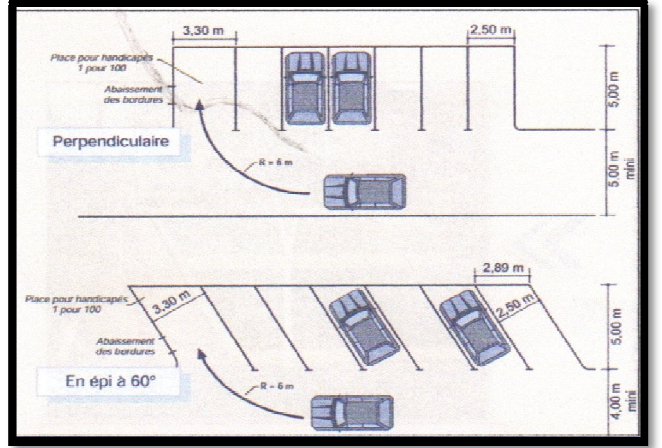 3,30 m
2,50 m
Place pour handicapés
1 pour 100
Abaissement
des bordures
5,00 m
Perpendiculaire
R = 6 m
5,00 m
mini
2,89 m
Place pour handicapés
1 pour 100
3,30 m
2,50 m
5,00 m
Abaissement
des bordures
En épi à 60°
R = 6 m
4,00 m
mini